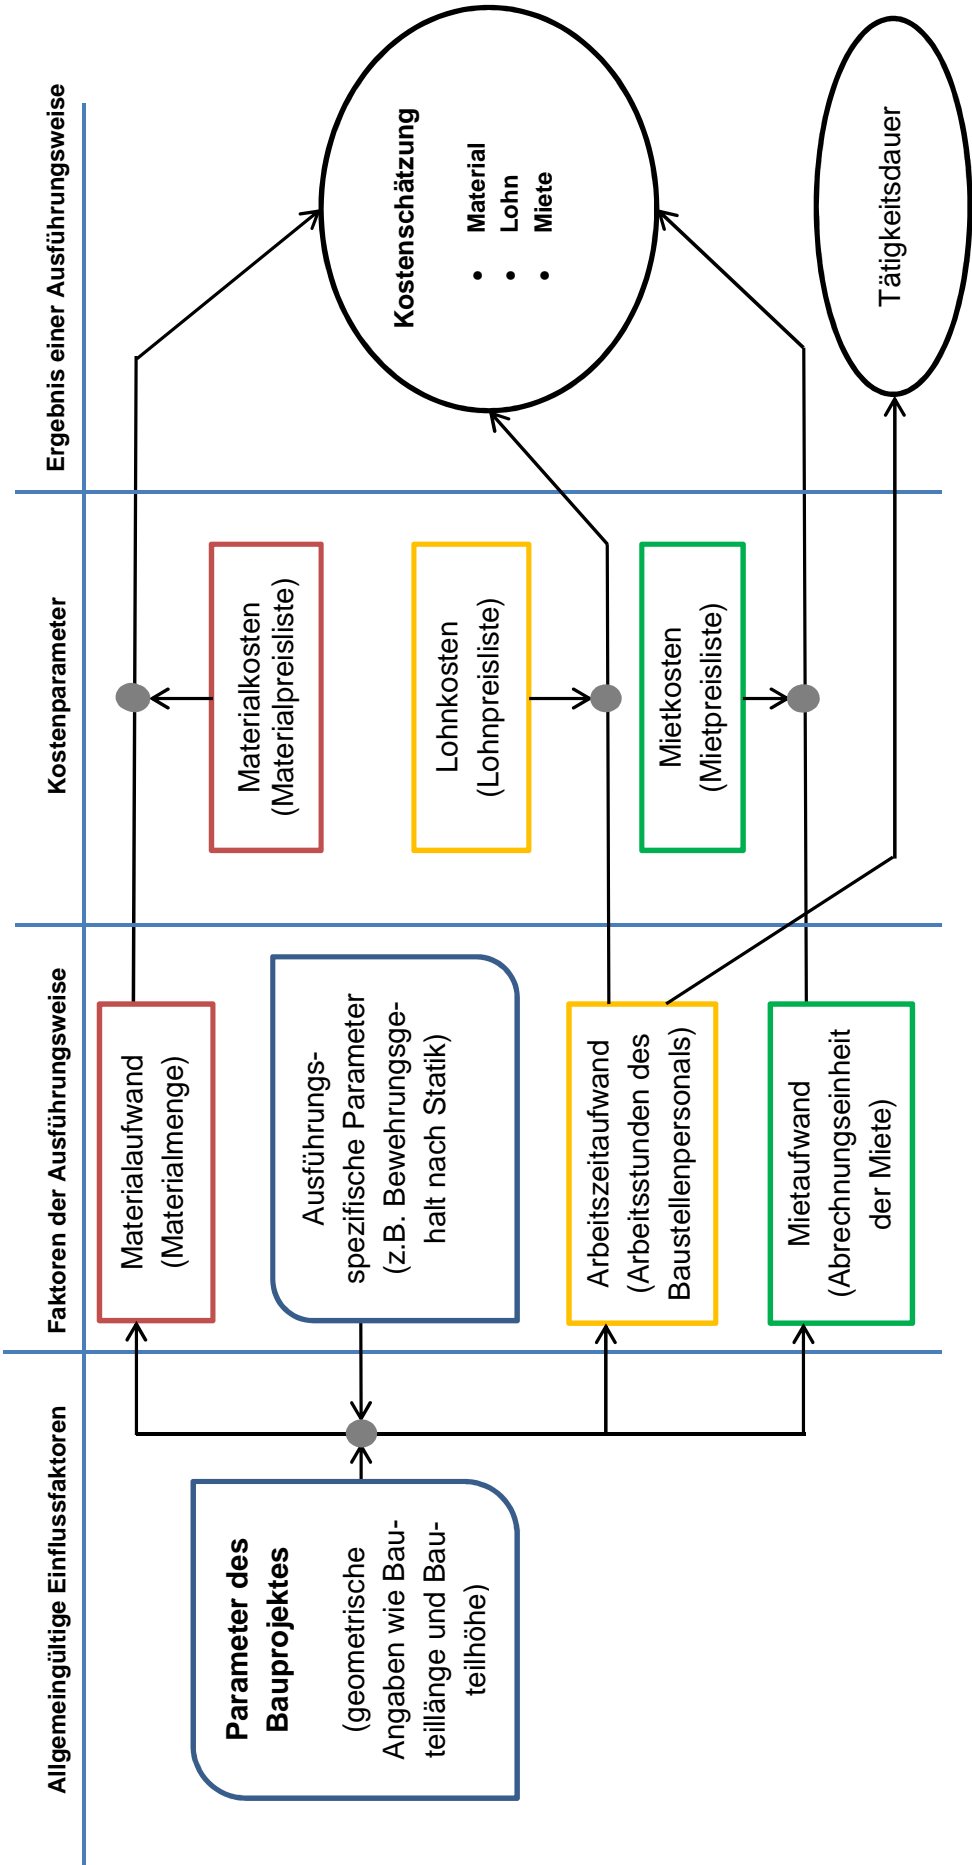 Allgemeingültige Einflussfaktoren
Faktoren der Ausführungsweise
Kostenparameter
Ergebnis einer Ausführungsweise
Parameter des
Bauprojektes
(geometrische
Angaben wie Bau-
teillänge und Bau-
teilhöhe)
Materialaufwand
(Materialmenge)
Ausführungs-
spezifische Parameter
(z.B. Bewehrungsge-
halt nach Statik)
Arbeitszeitaufwand
(Arbeitsstunden des
Baustellenpersonals)
Mietaufwand
(Abrechnungseinheit
der Miete)
Materialkosten
(Materialpreisliste)
Lohnkosten
(Lohnpreisliste)
Mietkosten
(Mietpreisliste)
Kostenschätzung
• Material
• Lohn
• Miete
Tätigkeitsdauer